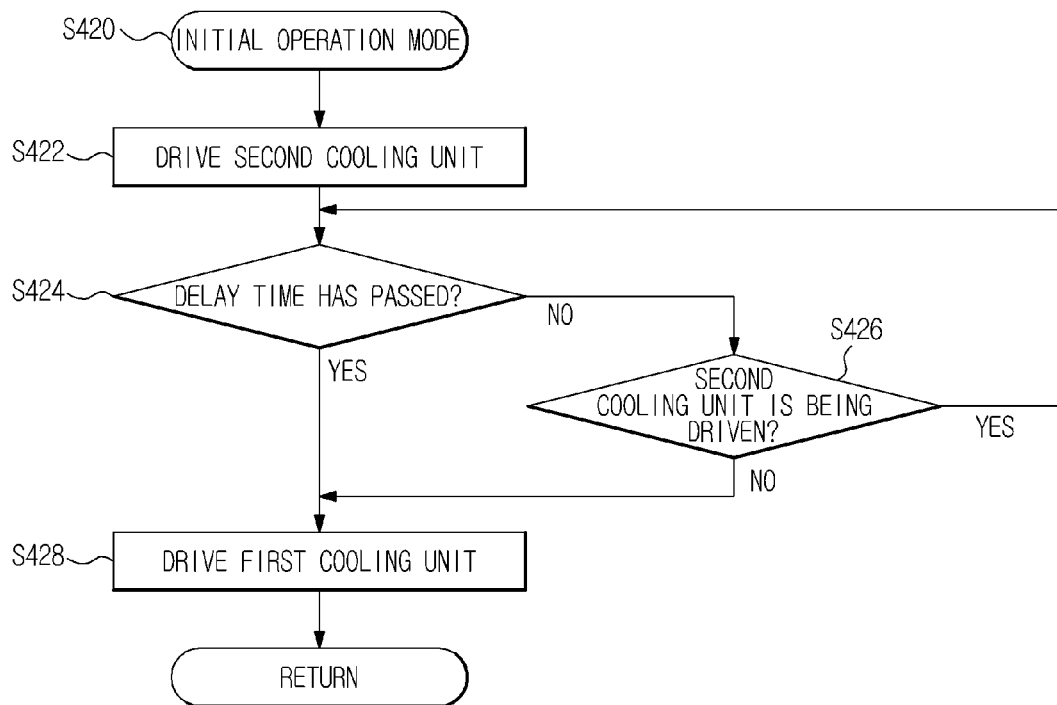 S420
INITIAL OPERATION MODE
S422
DRIVE SECOND COOLING UNIT
S424
DELAY TIME HAS PASSED?
NO
YES
S426
SECOND
COOLING UNIT IS BEING
DRIVEN?
YES
NO
S428
DRIVE FIRST COOLING UNIT
RETURN